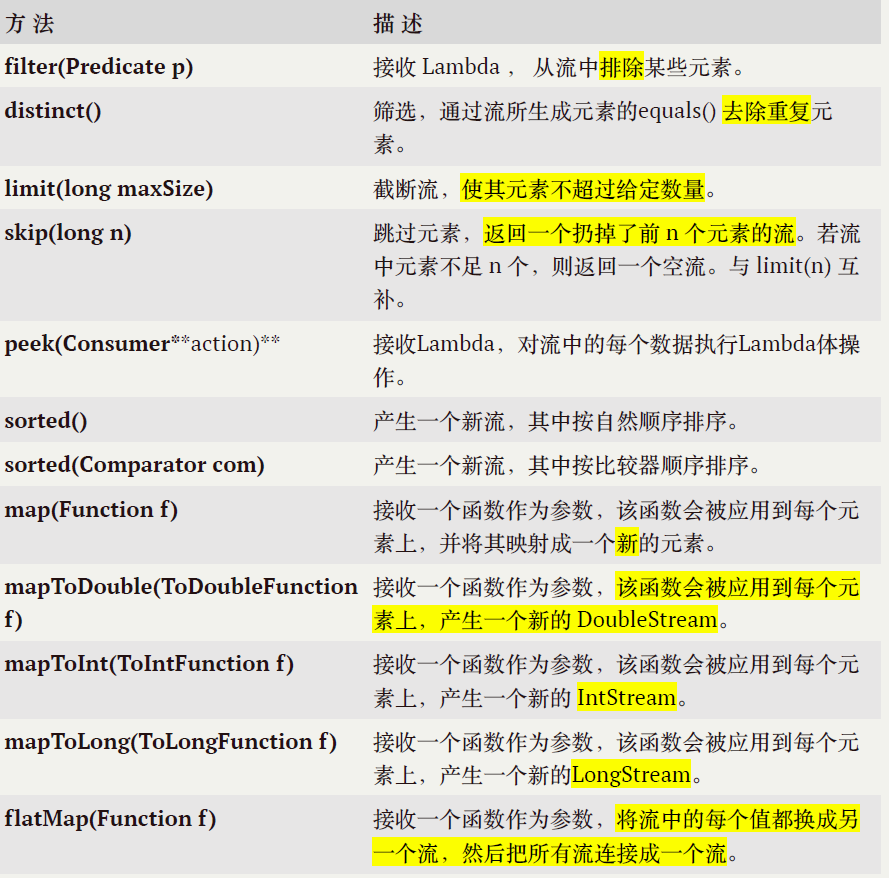 方法 描述
filter(Predicate p) 接收 Lambda ， 从流中排除某些元素。
distinct() 筛选，通过流所生成元素的equals() 去除重复元
素。
limit(long maxSize) 截断流，使其元素不超过给定数量。
skip(long n) 跳过元素，返回一个扔掉了前 n 个元素的流。若流
中元素不足 n 个，则返回一个空流。与 limit(n) 互
补。
peek(Consumer**action)** 接收Lambda，对流中的每个数据执行Lambda体操
作。
sorted() 产生一个新流，其中按自然顺序排序。
sorted(Comparator com) 产生一个新流，其中按比较器顺序排序。
map(Function f) 接收一个函数作为参数，该函数会被应用到每个元
素上，并将其映射成一个新的元素。
mapToDouble(ToDoubleFunction 接收一个函数作为参数，该函数会被应用到每个元
f) 素上，产生一个新的 DoubleStream。
mapToInt(ToIntFunction f) 接收一个函数作为参数，该函数会被应用到每个元
素上，产生一个新的 IntStream。
mapToLong(ToLongFunction f) 接收一个函数作为参数，该函数会被应用到每个元
素上，产生一个新的LongStream。
flatMap(Function f) 接收一个函数作为参数，将流中的每个值都换成另
一个流，然后把所有流连接成一个流。